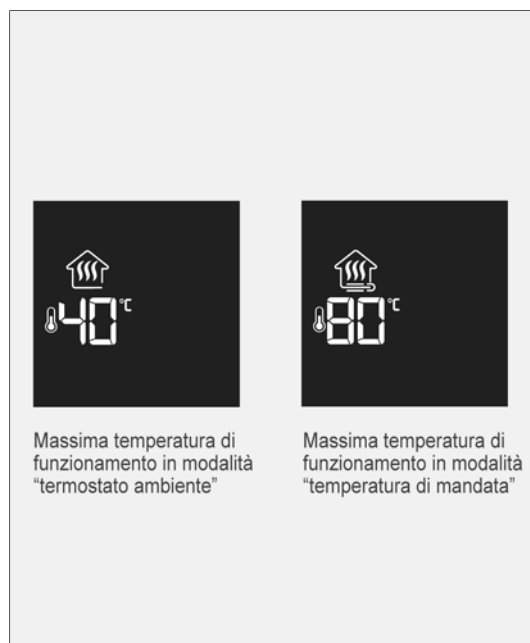 40 °C
80 °C
Massima temperatura di
funzionamento in modalità
“termostato ambiente”
Massima temperatura di
funzionamento in modalità
“temperatura di mandata”